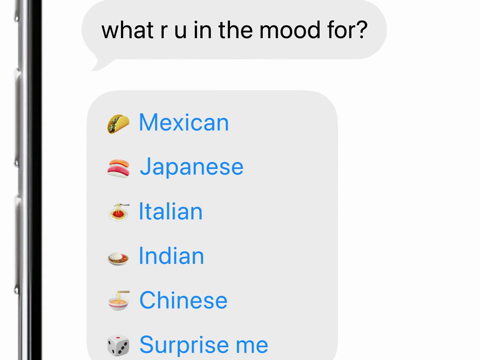 what r u in the mood for?
🌮 Mexican
🍣 Japanese
🍝 Italian
🍛 Indian
🍜 Chinese
🎲 Surprise me